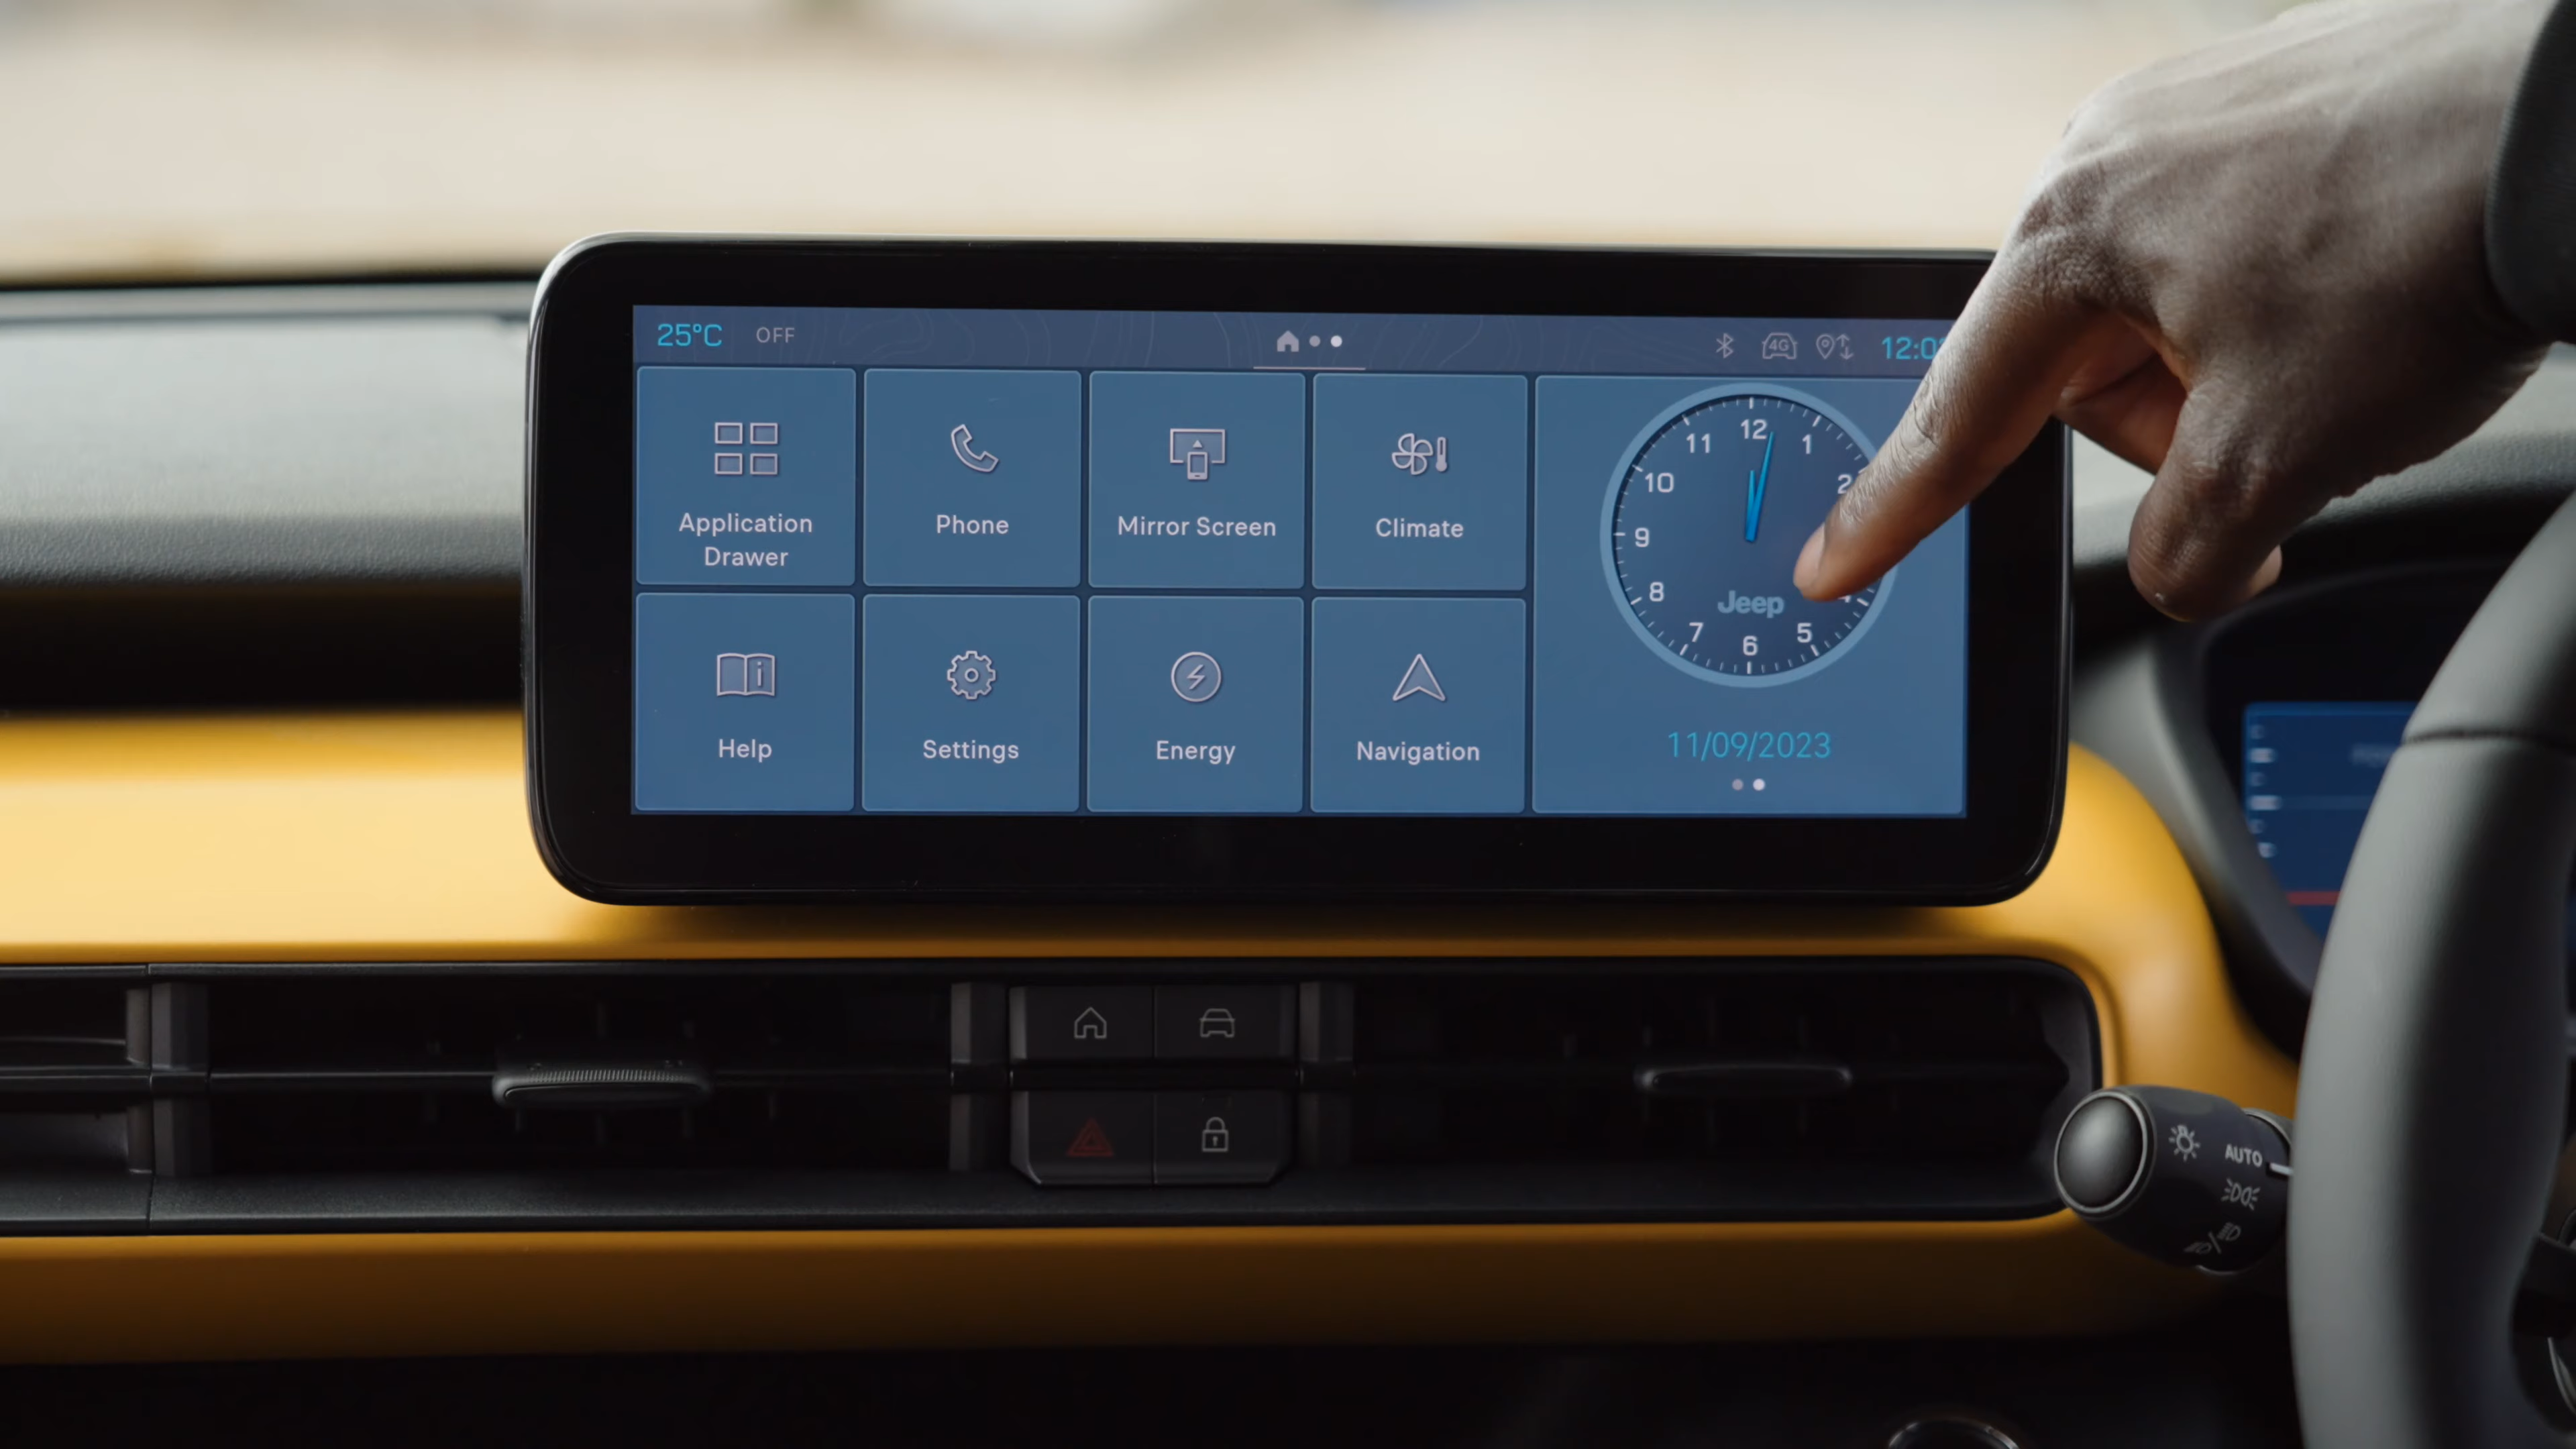 25°C OFF
4G
Application
Drawer
Phone
Mirror Screen
Climate
Help
Settings
Energy
Navigation
12
11 1
10
9
8
7 5
6
Jeep
11/09/2023
AUTO